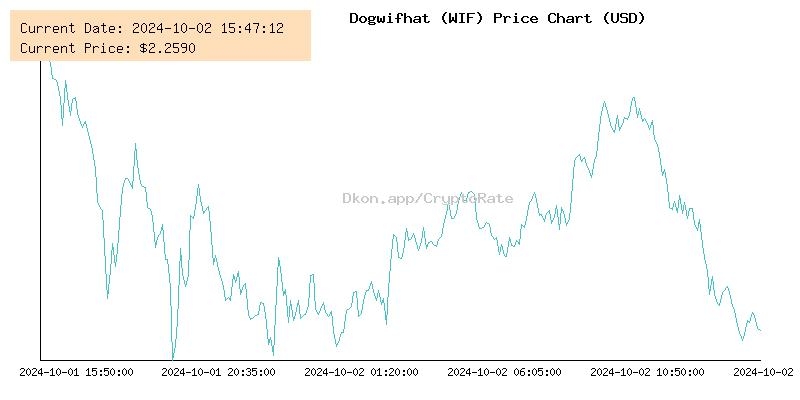 Dogwifhat (WIF) Price Chart (USD)
Current Date: 2024-10-02 15:47:12
Current Price: $2.2590
Dkon.app/CryptoRate
2024-10-01 15:50:00
2024-10-01 20:35:00
2024-10-02 01:20:00
2024-10-02 06:05:00
2024-10-02 10:50:00
2024-10-02